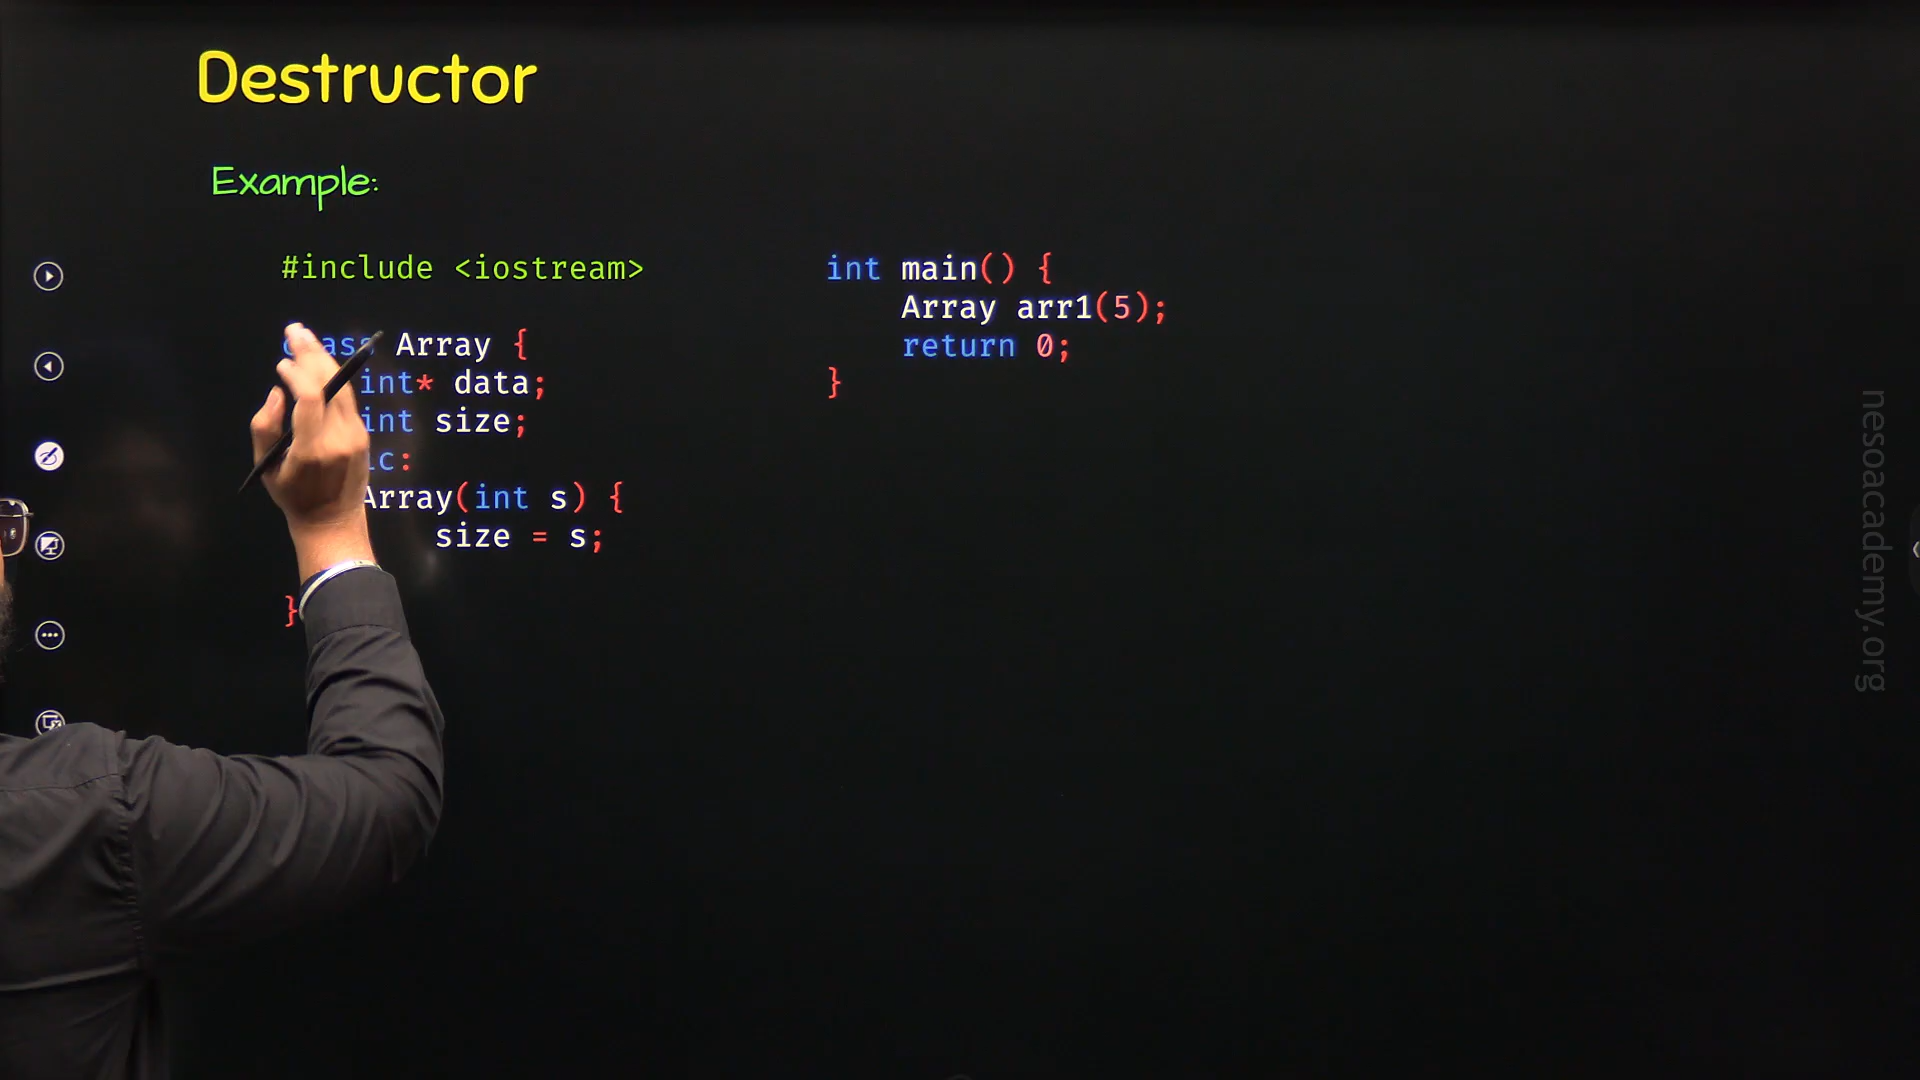 Destructor
Example:
#include <iostream>
Array {
int* data;
int size;
Array(int s) {
size = s;
}
int main() {
Array arr1(5);
return 0;
}
nesoacademy.org